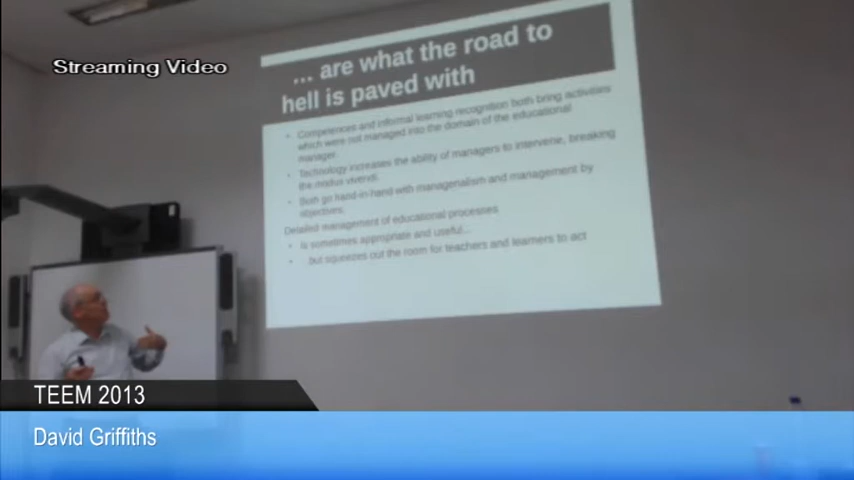 Streaming Video
... are what the road to
hell is paved with
• Competences and informal learning recognition both bring activities
which were not managed into the domain of the educational
manager.
• Technology increases the ability of managers to intervene, breaking
the modus vivendi.
• Both go hand-in-hand with managerialism and management by
objectives.
Detailed management of educational processes
• Is sometimes appropriate and useful...
• ...but squeezes out the room for teachers and learners to act
TEEM 2013
David Griffiths